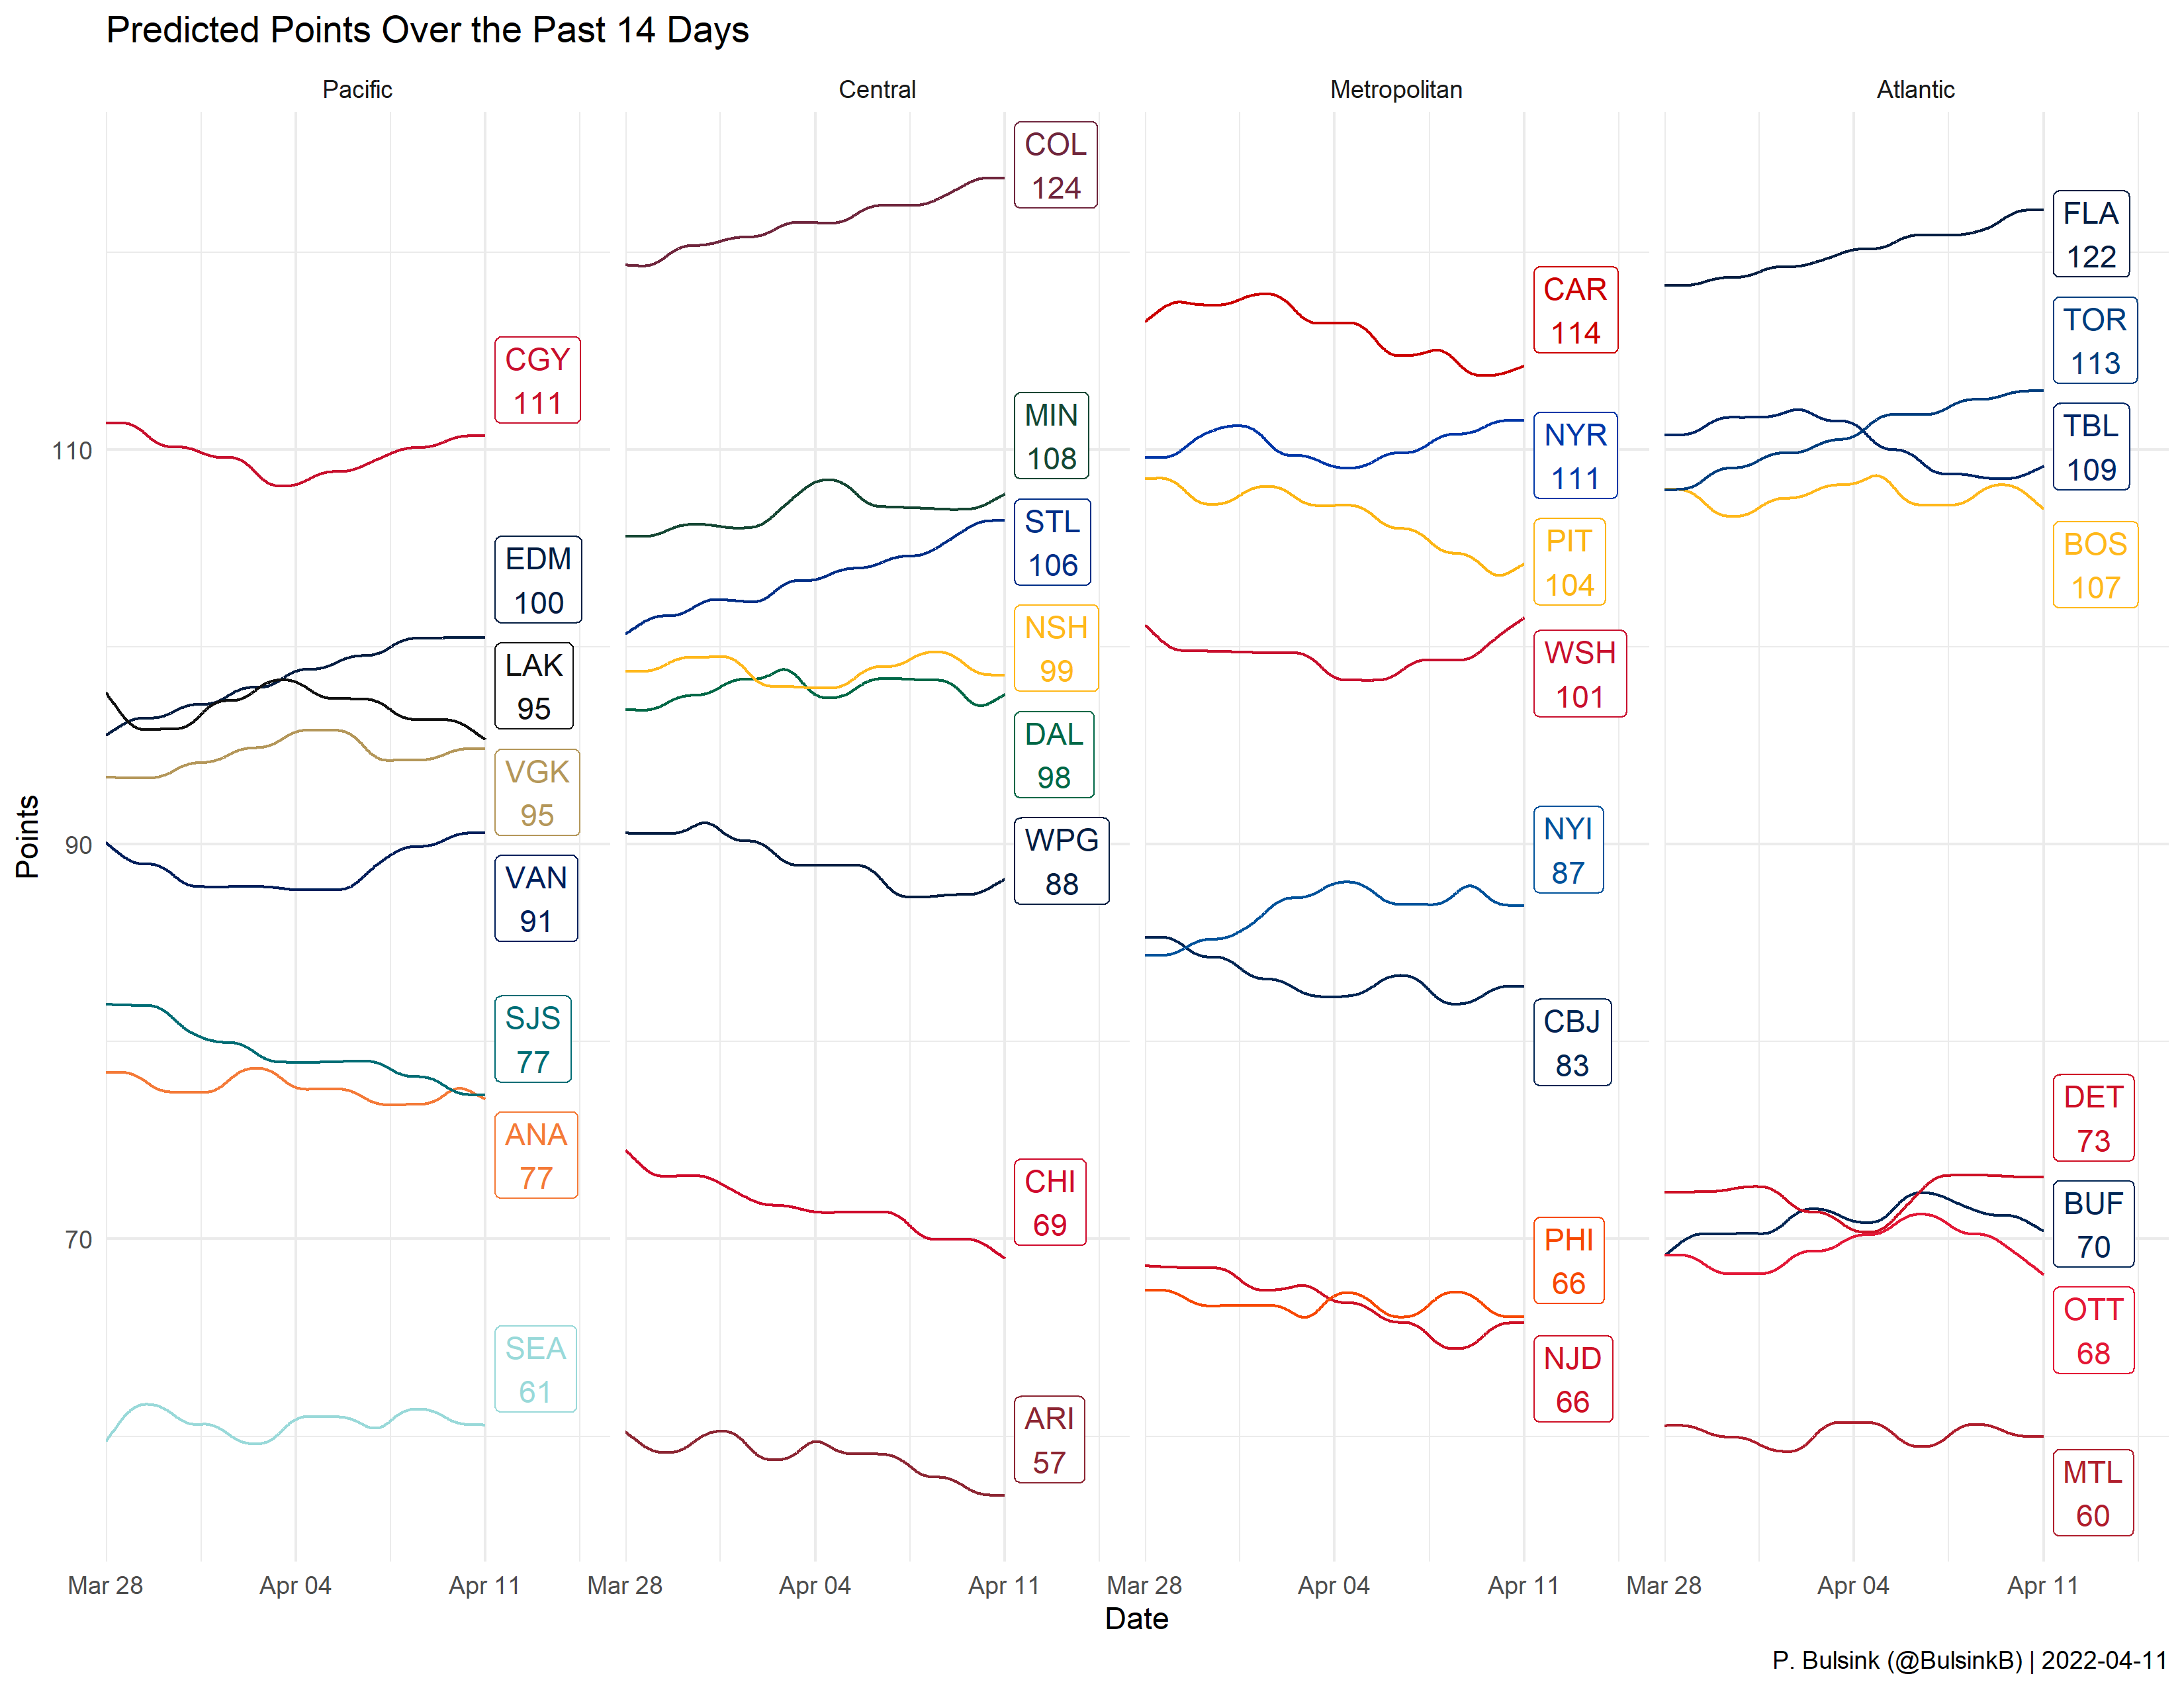 Predicted Points Over the Past 14 Days
Pacific
Central
Metropolitan
Atlantic
Points
110
90
70
CGY
111
EDM
100
LAK
95
VGK
95
VAN
91
SJS
77
ANA
77
SEA
61
COL
124
MIN
108
STL
106
NSH
99
DAL
98
WPG
88
CHI
69
ARI
57
CAR
114
NYR
111
PIT
104
WSH
101
NYI
87
CBJ
83
PHI
66
NJD
66
FLA
122
TOR
113
TBL
109
BOS
107
DET
73
BUF
70
OTT
68
MTL
60
Mar 28 Apr 04 Apr 11 Mar 28 Apr 04 Apr 11 Mar 28 Apr 04 Apr 11 Mar 28 Apr 04 Apr 11
Date
P. Bulsink (@BulsinkB) | 2022-04-11